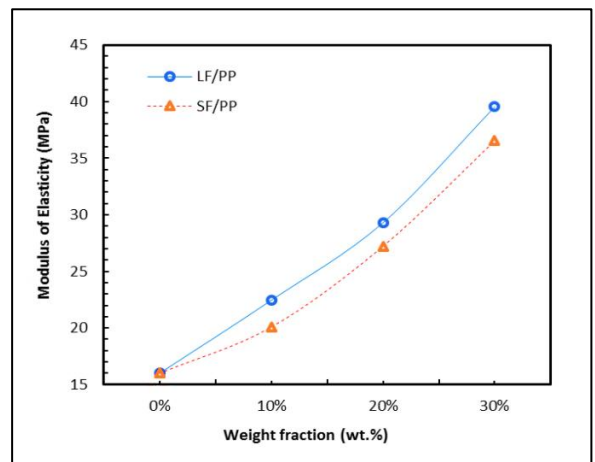 45
40
35
30
25
20
15
Modulus of Elasticity (MPa)
LF/PP
SF/PP
0%
10%
20%
30%
Weight fraction (wt.%)